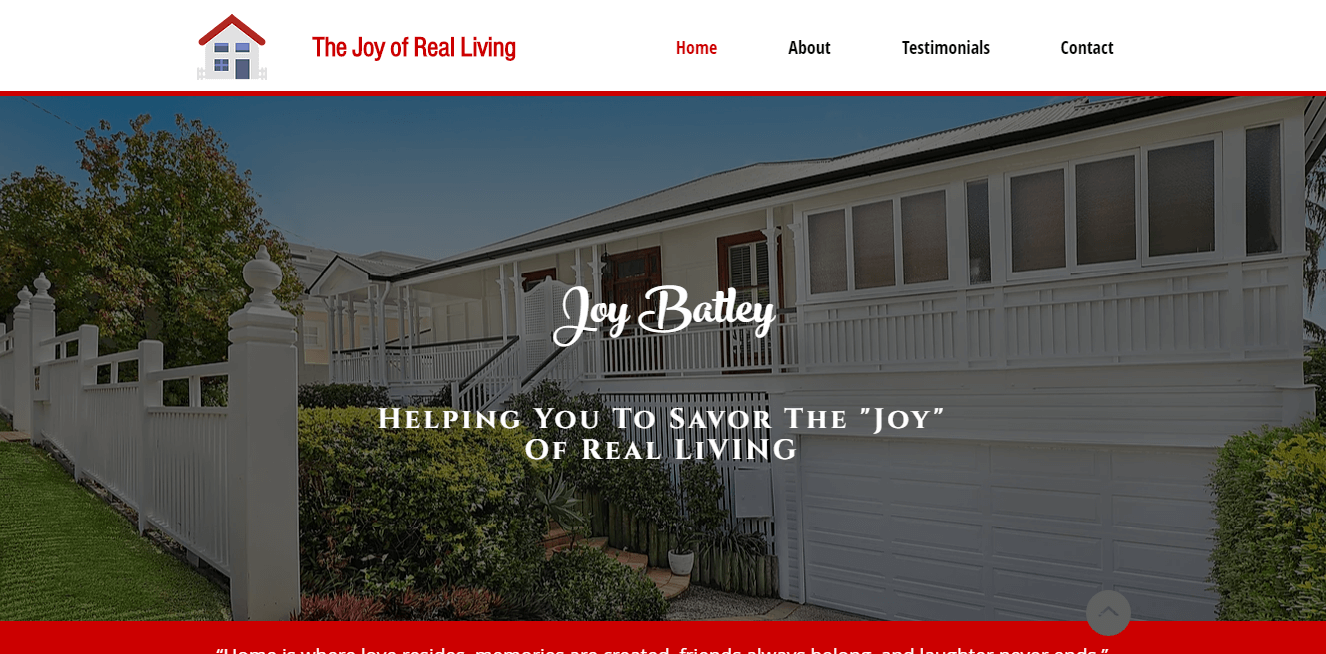 The Joy of Real Living
Home About Testimonials Contact
Joy Batley
Helping You To Savor The "Joy"
Of Real LiVING
“Home is where love resides, memories are created, friends always belong, and laughter never ends.”